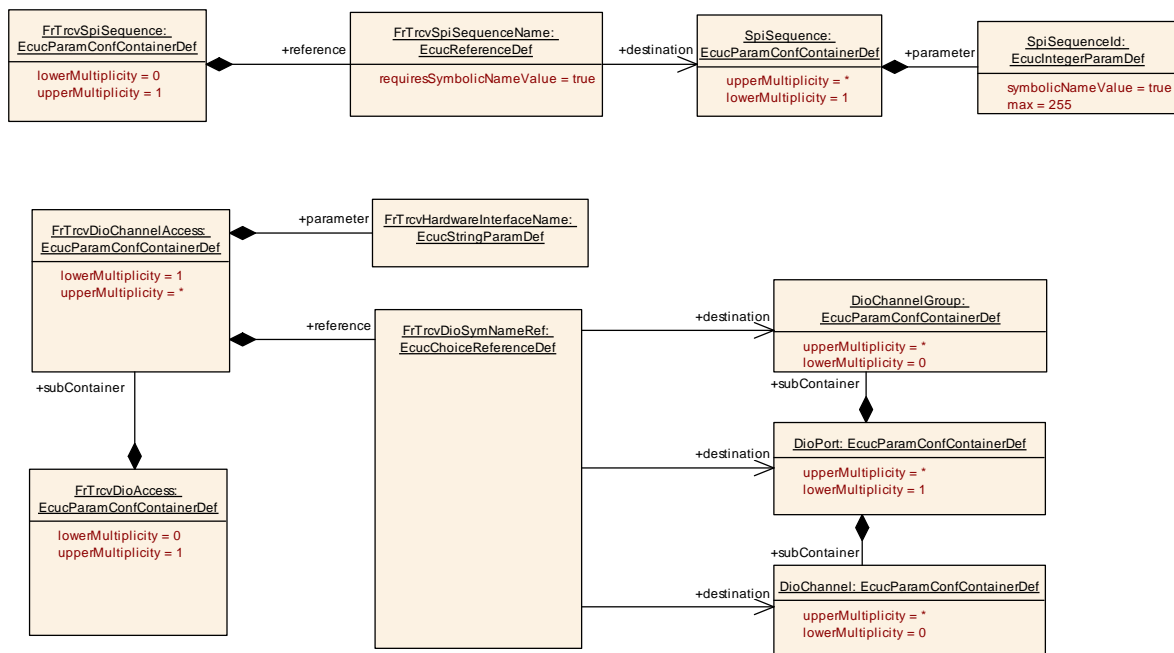 FrTrcvSpiSequence:
EcucParamConfContainerDef
lowerMultiplicity = 0
upperMultiplicity = 1
+reference
FrTrcvSpiSequenceName:
EcucReferenceDef
requiresSymbolicNameValue = true
+destination
SpiSequence:
EcucParamConfContainerDef
upperMultiplicity = *
lowerMultiplicity = 1
+parameter
SpiSequenceId:
EcucIntegerParamDef
symbolicNameValue = true
max = 255
FrTrcvDioChannelAccess:
EcucParamConfContainerDef
lowerMultiplicity = 1
upperMultiplicity = *
+parameter
FrTrcvHardwareInterfaceName:
EcucStringParamDef
+reference
FrTrcvDioSymNameRef:
EcucChoiceReferenceDef
+destination
DioChannelGroup:
EcucParamConfContainerDef
upperMultiplicity = *
lowerMultiplicity = 0
+subContainer
+subContainer
DioPort: EcucParamConfContainerDef
upperMultiplicity = *
lowerMultiplicity = 1
+destination
FrTrcvDioAccess:
EcucParamConfContainerDef
lowerMultiplicity = 0
upperMultiplicity = 1
+subContainer
+destination
DioChannel: EcucParamConfContainerDef
upperMultiplicity = *
lowerMultiplicity = 0